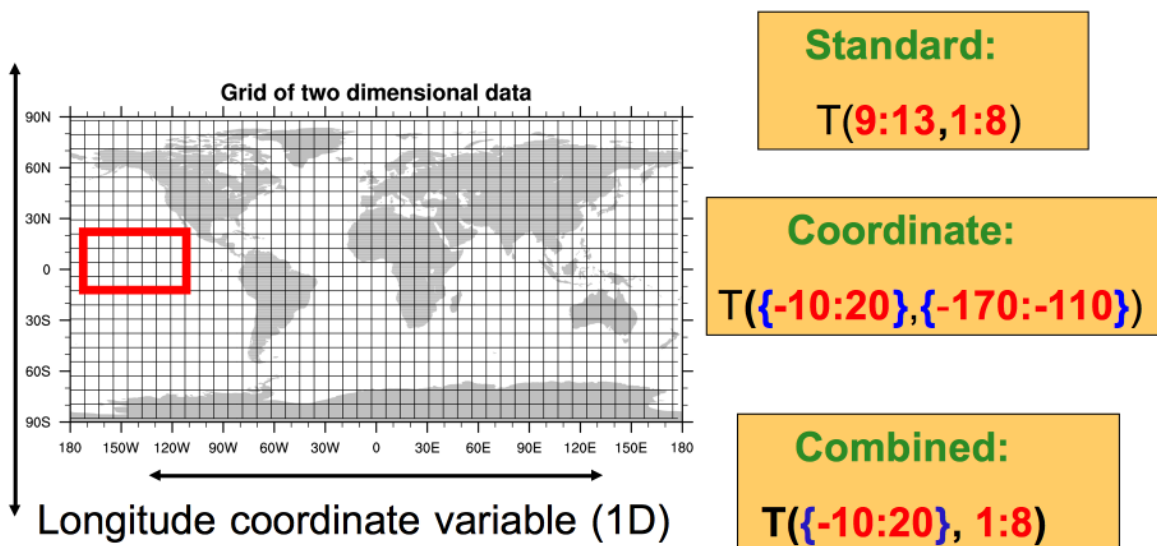 Grid of two dimensional data
90N
60N
30N
0
30S
60S
90S
180 150W 120W 90W 60W 30W 0 30E 60E 90E 120E 150E 180
Longitude coordinate variable (1D)
Standard:
T(9:13,1:8)
Coordinate:
T({-10:20},{-170:-110})
Combined:
T({-10:20}, 1:8)